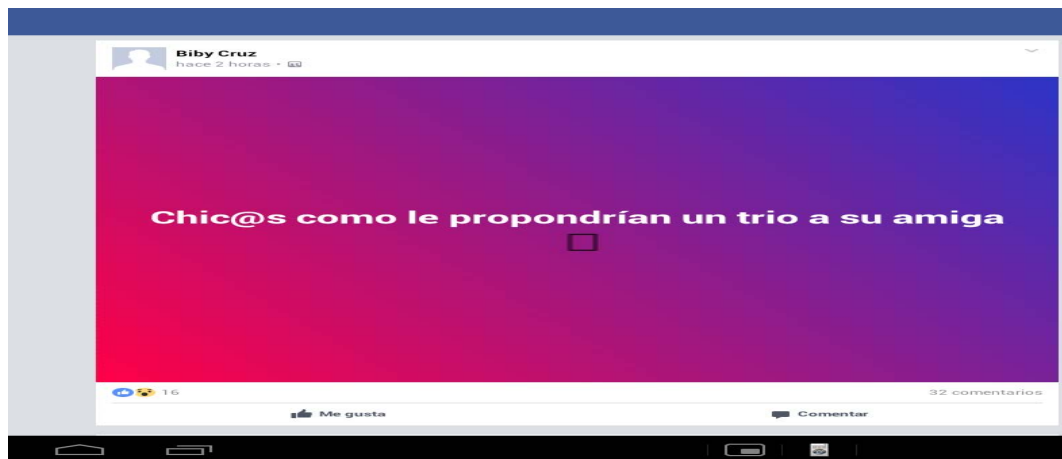 Biby Cruz
hace 2 horas •
Chic@s como le propondrían un trio a su amiga
16
32 comentarios
Me gusta
Comentar